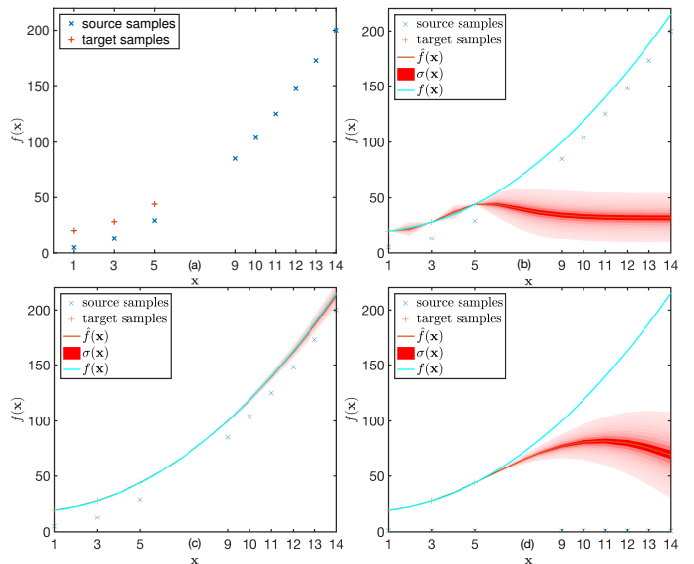 source samples
target samples
200
150
100
50
0
f(x)
1 3 5 (a) 9 10 11 12 13 14
x
source samples
target samples
f̂(x)
σ(x)
f(x)
200
150
100
50
0
f(x)
1 3 5 (b) 9 10 11 12 13 14
x
source samples
target samples
f̂(x)
σ(x)
f(x)
200
150
100
50
0
f(x)
1 3 5 (c) 9 10 11 12 13 14
x
source samples
target samples
f̂(x)
σ(x)
f(x)
200
150
100
50
0
f(x)
1 3 5 (d) 9 10 11 12 13 14
x